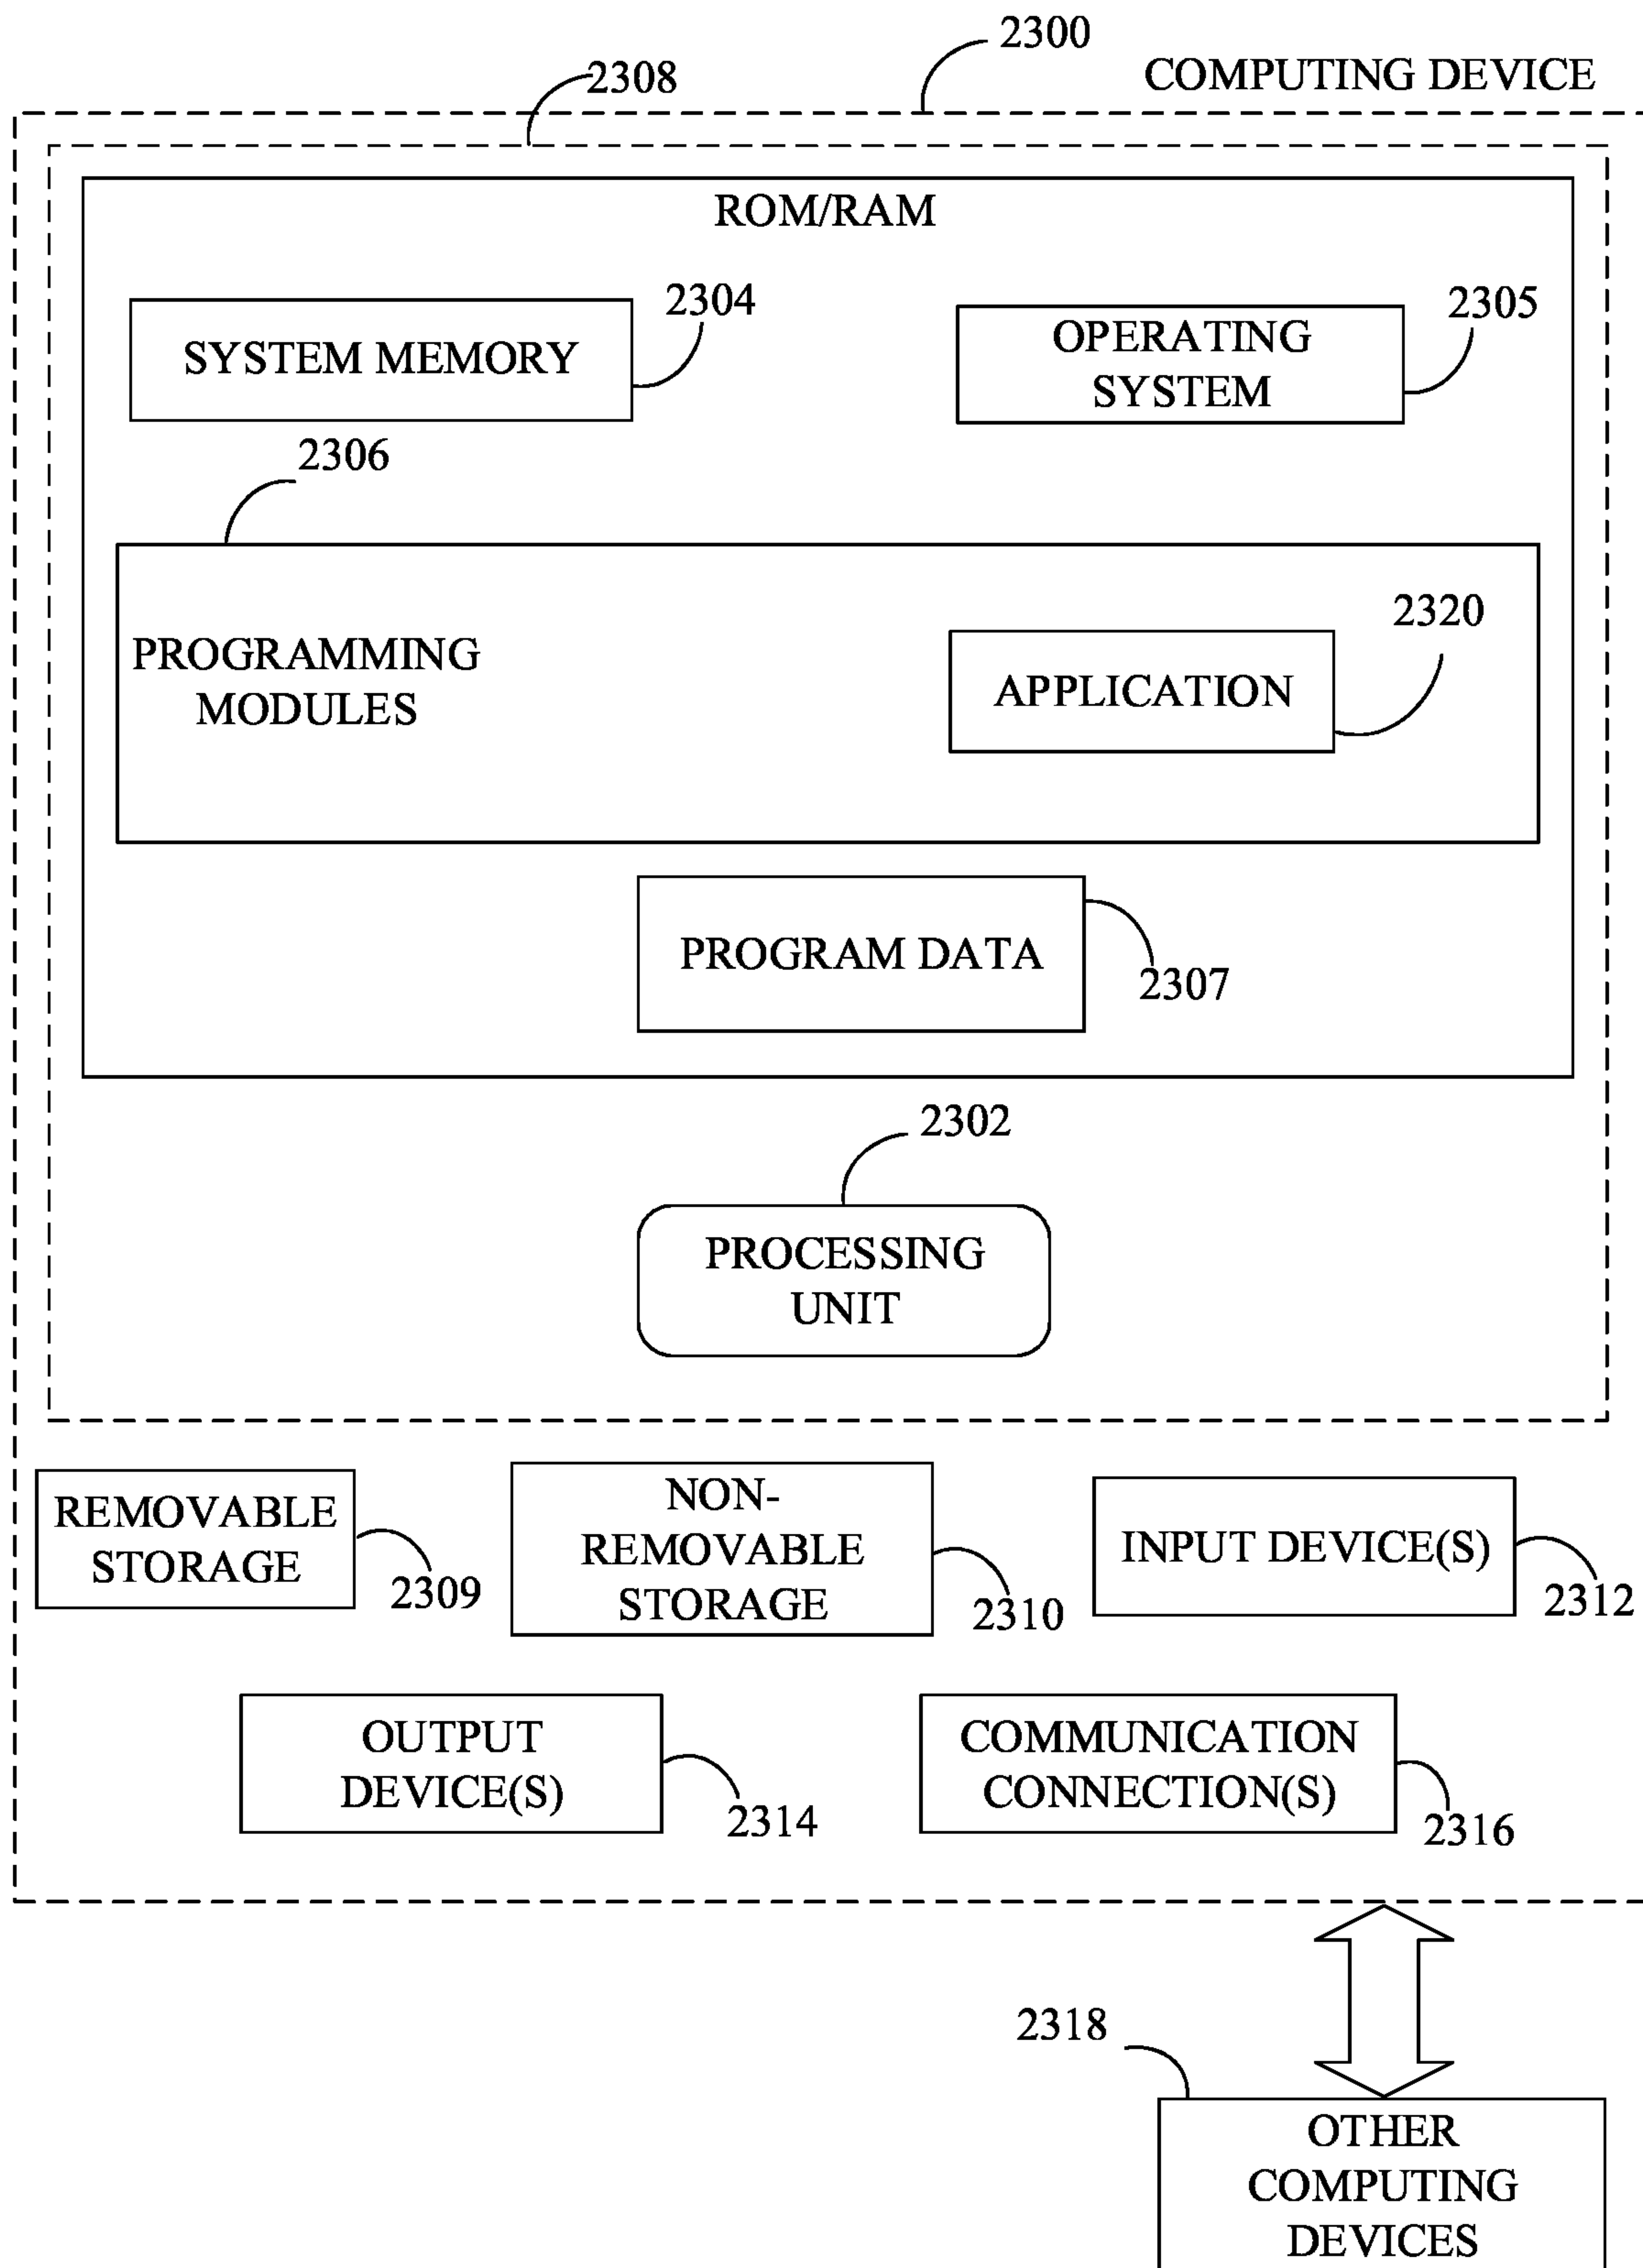 2300
COMPUTING DEVICE
2308
ROM/RAM
2304
2305
SYSTEM MEMORY
OPERATING
SYSTEM
2306
2320
PROGRAMMING
MODULES
APPLICATION
PROGRAM DATA
2307
2302
PROCESSING
UNIT
REMOVABLE
STORAGE
2309
NON-
REMOVABLE
STORAGE
2310
INPUT DEVICE(S)
2312
OUTPUT
DEVICE(S)
2314
COMMUNICATION
CONNECTION(S)
2316
2318
OTHER
COMPUTING
DEVICES